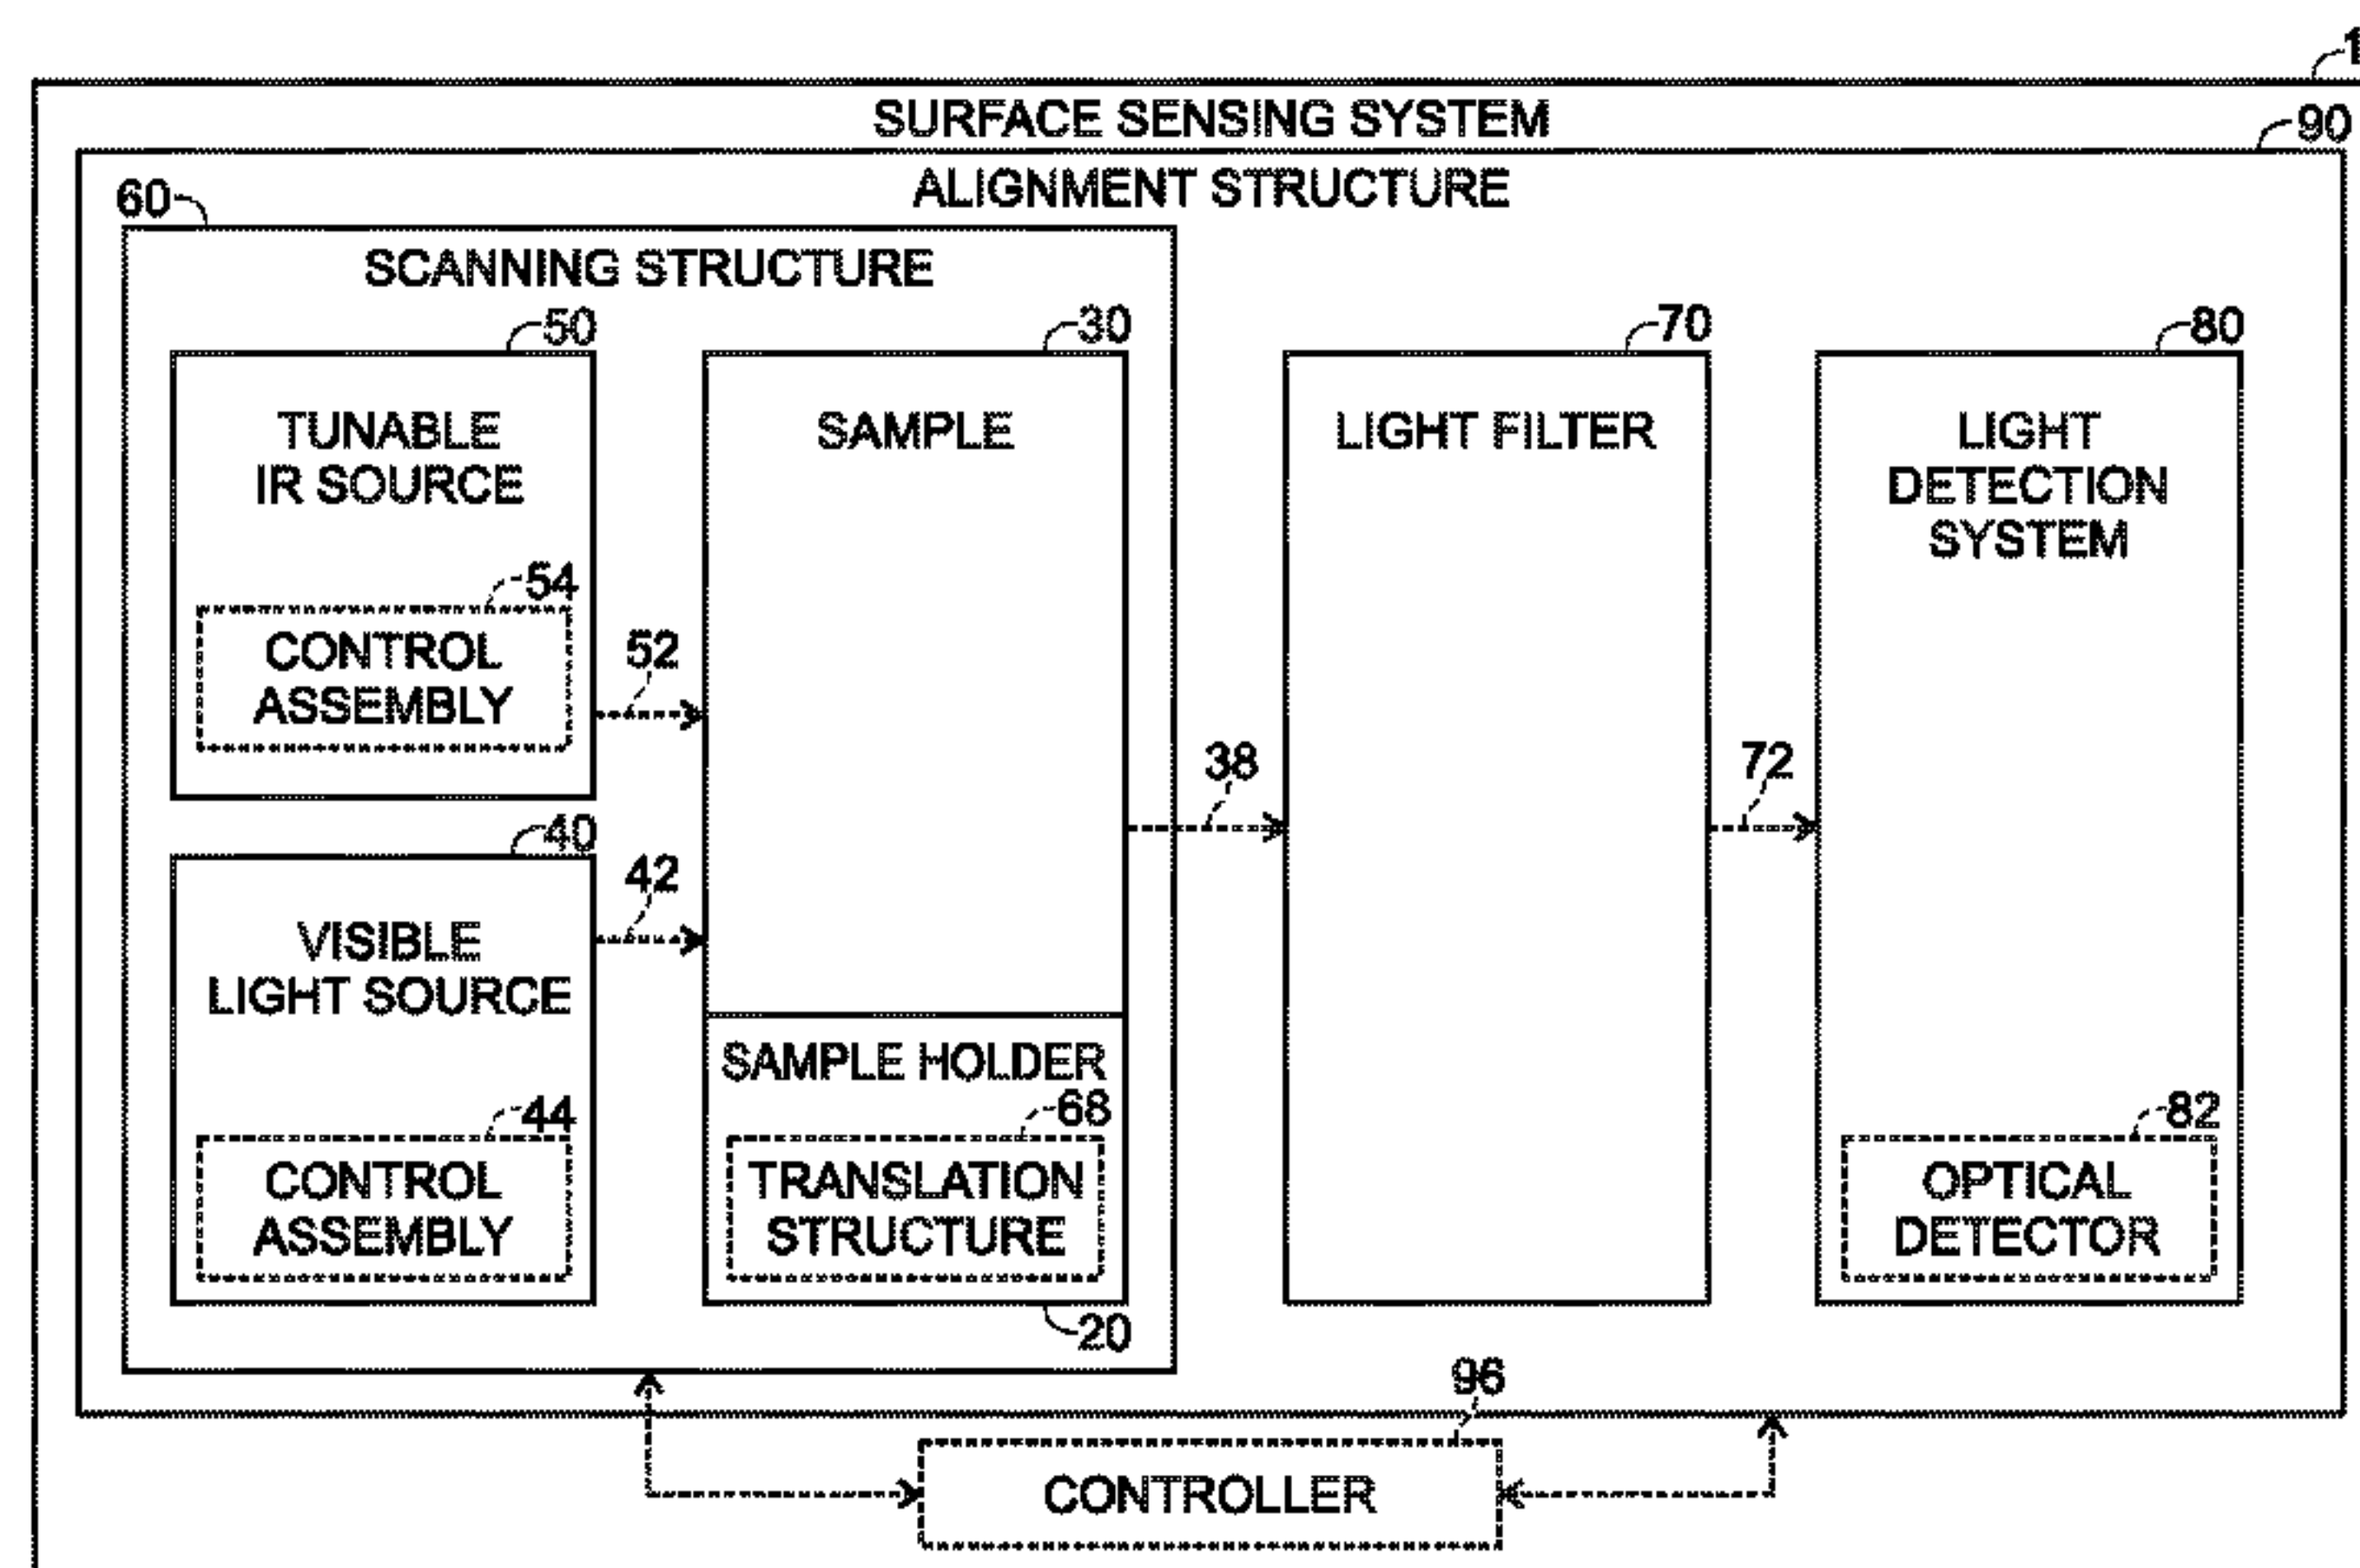 1
SURFACE SENSING SYSTEM
90
ALIGNMENT STRUCTURE
60
SCANNING STRUCTURE
50
30
70
80
TUNABLE
IR SOURCE
SAMPLE
LIGHT FILTER
LIGHT
DETECTION
SYSTEM
54
CONTROL
ASSEMBLY
52
38
72
40
42
VISIBLE
LIGHT SOURCE
SAMPLE HOLDER
44
68
82
CONTROL
ASSEMBLY
TRANSLATION
STRUCTURE
OPTICAL
DETECTOR
20
96
CONTROLLER